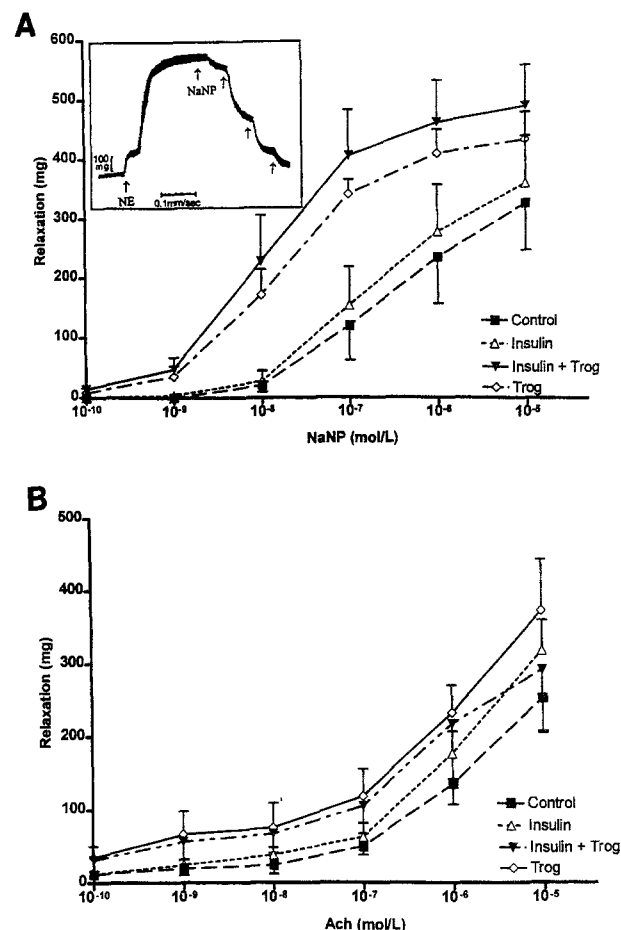 A
600
500
400
300
200
100
0
Relaxation (mg)
100
mg
NE
NaNP
0.1mm/sec
Control
Insulin
Insulin + Trog
Trog
10⁻¹⁰ 10⁻⁹ 10⁻⁸ 10⁻⁷ 10⁻⁶ 10⁻⁵
NaNP (mol/L)
B
500
400
300
200
100
0
Relaxation (mg)
Control
Insulin
Insulin + Trog
Trog
10⁻¹⁰ 10⁻⁹ 10⁻⁸ 10⁻⁷ 10⁻⁶ 10⁻⁵
Ach (mol/L)